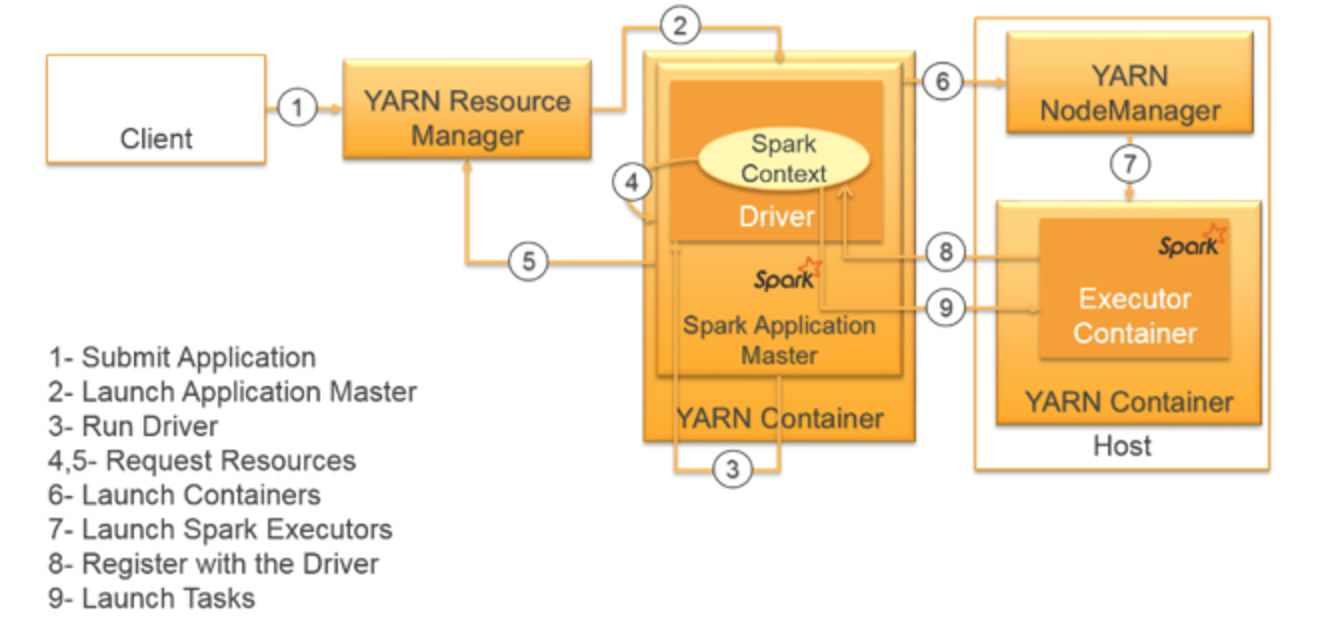 Client
1
YARN Resource
Manager
2
Spark
Context
Driver
4
5
Spark
Spark Application
Master
YARN Container
3
6
YARN
NodeManager
7
8
9
Spark
Executor
Container
YARN Container
Host
1- Submit Application
2- Launch Application Master
3- Run Driver
4,5- Request Resources
6- Launch Containers
7- Launch Spark Executors
8- Register with the Driver
9- Launch Tasks